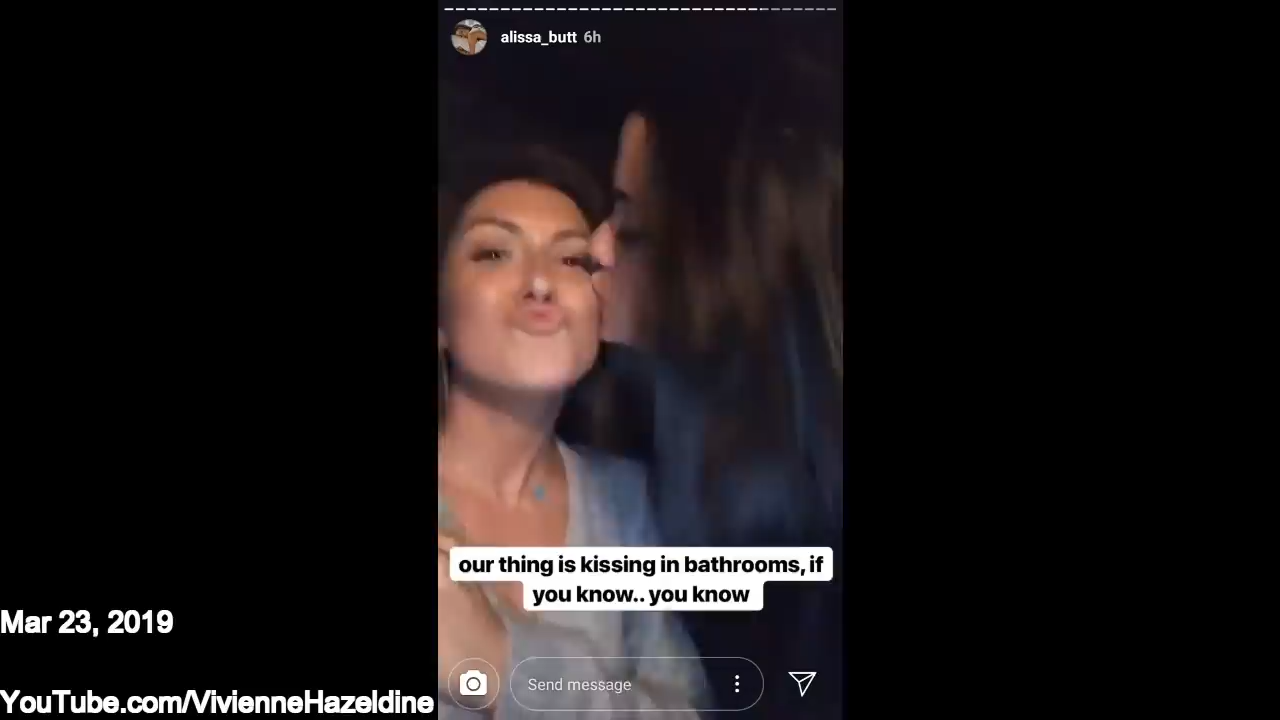 alissa_butt 6h
our thing is kissing in bathrooms, if
you know.. you know
Mar 23, 2019
Send message
YouTube.com/VivienneHazeldine